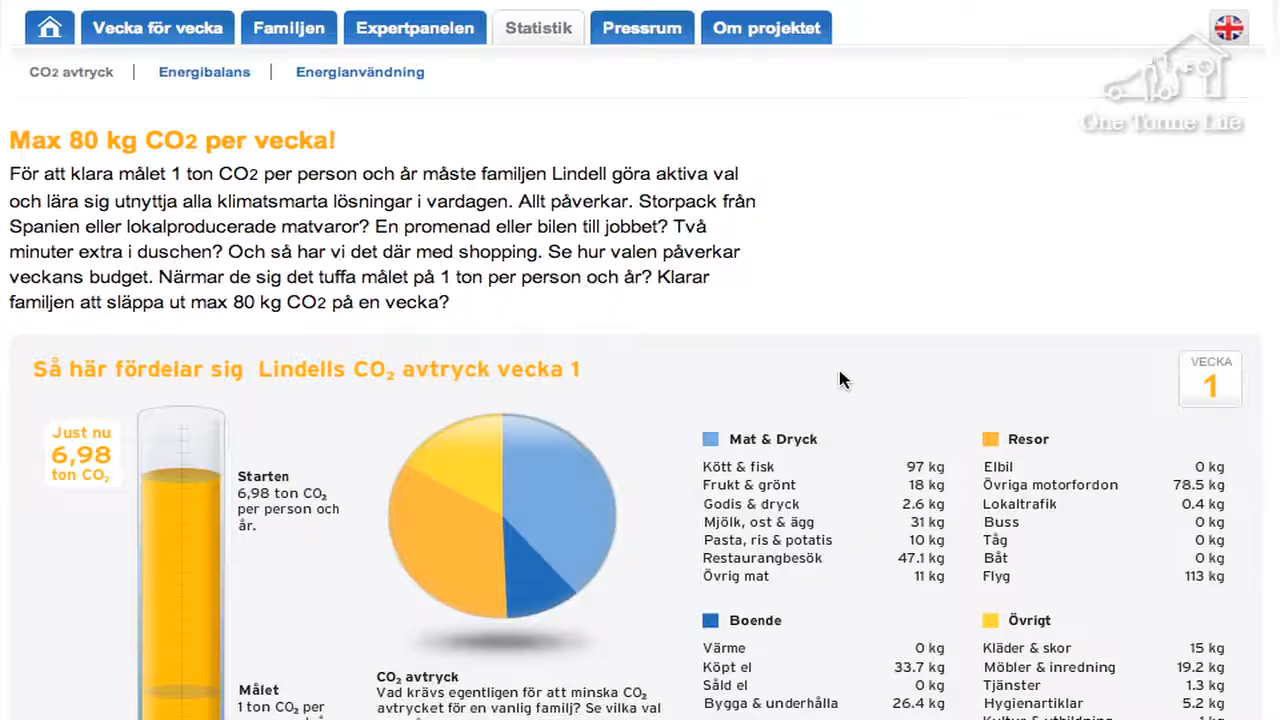 Vecka för vecka Familjen Expertpanelen Statistik Pressrum Om projektet
CO2 avtryck | Energibalans | Energianvändning
One Tonne Life
Max 80 kg CO2 per vecka!
För att klara målet 1 ton CO2 per person och år måste familjen Lindell göra aktiva val
och lära sig utnyttja alla klimatsmarta lösningar i vardagen. Allt påverkar. Storpack från
Spanien eller lokalproducerade matvaror? En promenad eller bilen till jobbet? Två
minuter extra i duschen? Och så har vi det där med shopping. Se hur valen påverkar
veckans budget. Närmar de sig det tuffa målet på 1 ton per person och år? Klarar
familjen att släppa ut max 80 kg CO2 på en vecka?
Så här fördelar sig Lindells CO₂ avtryck vecka 1
VECKA
1
Just nu
6,98
ton CO₂
Starten
6,98 ton CO₂
per person och
år.
Målet
1 ton CO₂ per
CO₂ avtryck
Vad krävs egentligen för att minska CO₂
avtrycket för en vanlig familj? Se vilka val
Mat & Dryck
Kött & fisk 97 kg
Frukt & grönt 18 kg
Godis & dryck 2.6 kg
Mjölk, ost & ägg 31 kg
Pasta, ris & potatis 10 kg
Restaurangbesök 47.1 kg
Övrig mat 11 kg
Resor
Elbil 0 kg
Övriga motorfordon 78.5 kg
Lokaltrafik 0.4 kg
Buss 0 kg
Tåg 0 kg
Båt 0 kg
Flyg 113 kg
Boende
Värme 0 kg
Köpt el 33.7 kg
Såld el 0 kg
Bygga & underhålla 26.4 kg
Övrigt
Kläder & skor 15 kg
Möbler & inredning 19.2 kg
Tjänster 1.3 kg
Hygienartiklar 5.2 kg